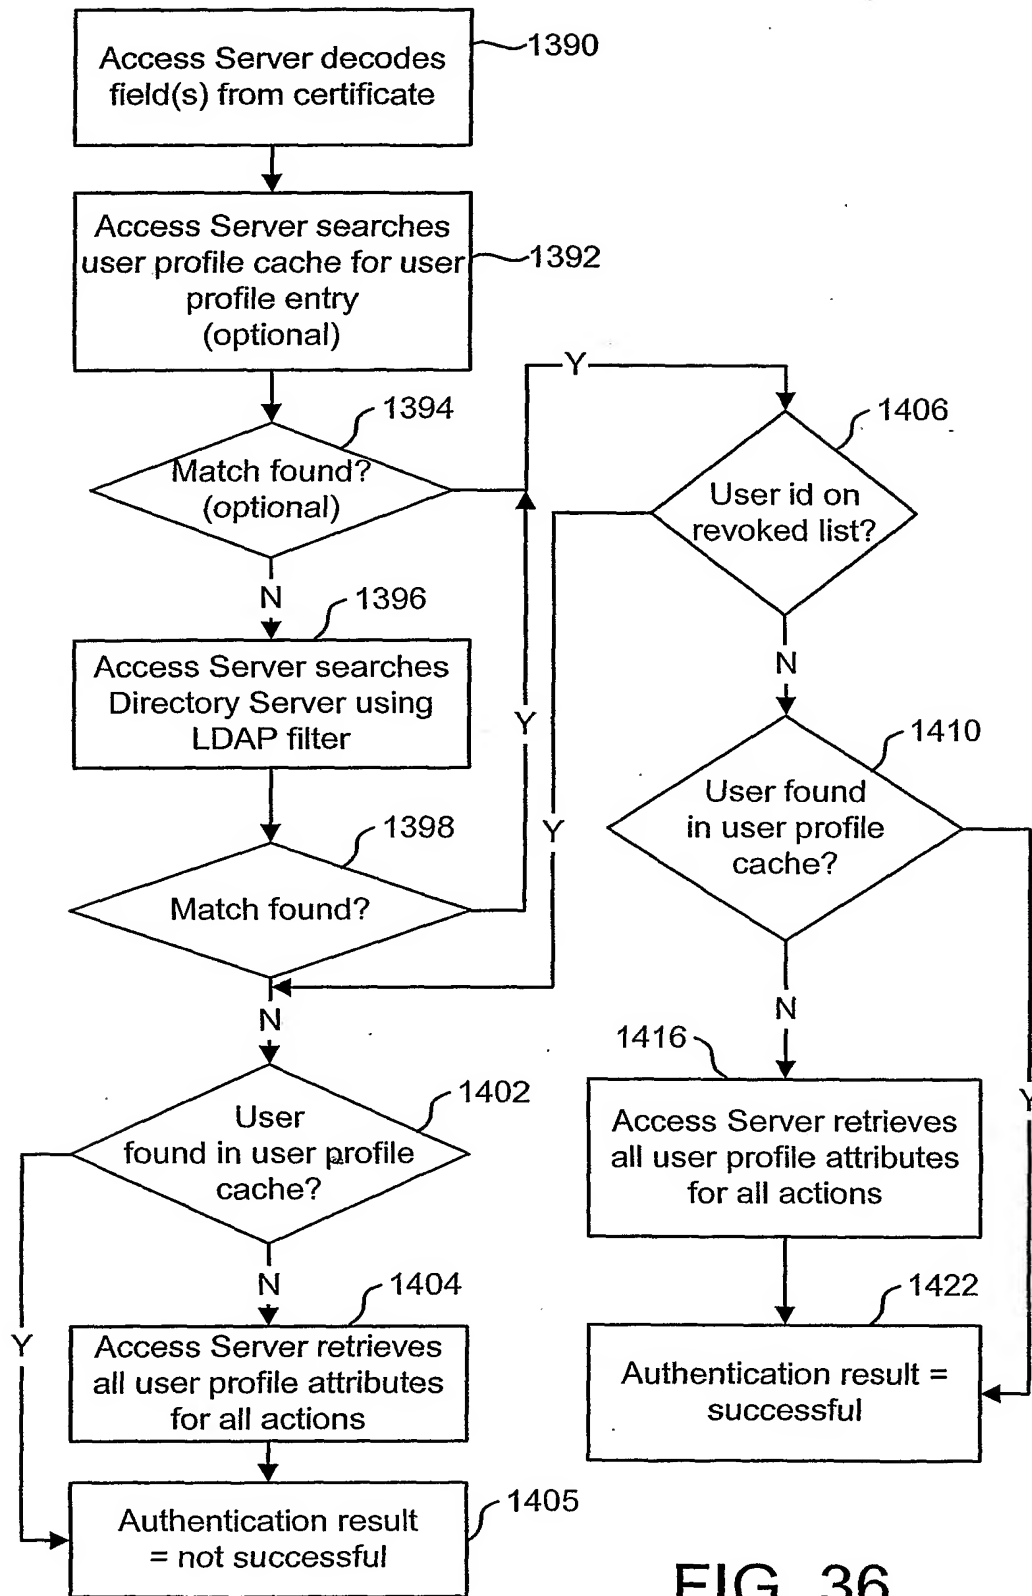 Access Server decodes
field(s) from certificate
1390
Access Server searches
user profile cache for user
profile entry
(optional)
1392
Y
1394
Match found?
(optional)
1406
User id on
revoked list?
N
1396
Access Server searches
Directory Server using
LDAP filter
Y
N
1410
User found
in user profile
cache?
1398
Match found?
Y
N
N
1416
Access Server retrieves
all user profile attributes
for all actions
Y
1402
User
found in user profile
cache?
N
1404
Access Server retrieves
all user profile attributes
for all actions
Y
1422
Authentication result =
successful
1405
Authentication result
= not successful
FIG. 36